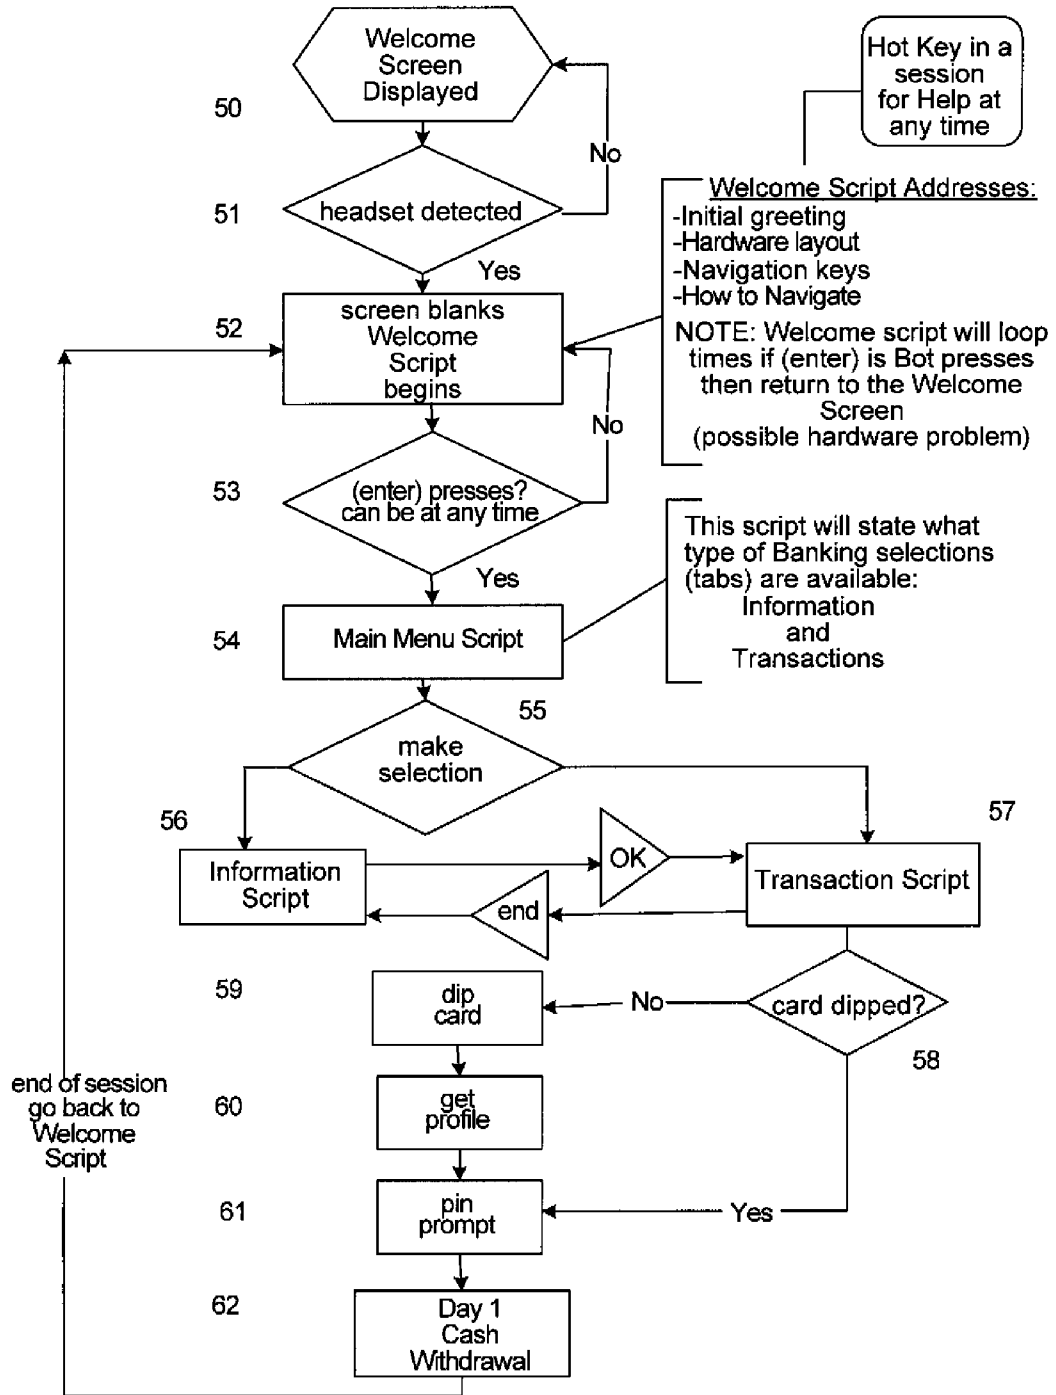 Welcome
Screen
Displayed
50
Hot Key in a
session
for Help at
any time
No
51
headset detected
Yes
Welcome Script Addresses:
-Initial greeting
-Hardware layout
-Navigation keys
-How to Navigate
NOTE: Welcome script will loop
times if (enter) is Bot presses
then return to the Welcome
Screen
(possible hardware problem)
52
screen blanks
Welcome
Script
begins
No
53
(enter) presses?
can be at any time
Yes
This script will state what
type of Banking selections
(tabs) are available:
Information
and
Transactions
54
Main Menu Script
55
make
selection
56
57
Information
Script
OK
end
Transaction Script
59
dip
card
No
card dipped?
58
end of session
go back to
Welcome
Script
60
get
profile
61
pin
prompt
Yes
62
Day 1
Cash
Withdrawal